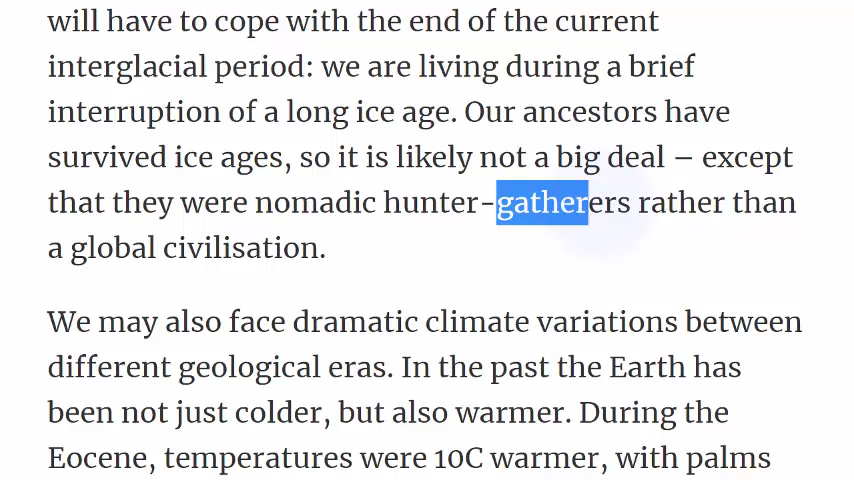 will have to cope with the end of the current
interglacial period: we are living during a brief
interruption of a long ice age. Our ancestors have
survived ice ages, so it is likely not a big deal – except
that they were nomadic hunter-gatherers rather than
a global civilisation.
We may also face dramatic climate variations between
different geological eras. In the past the Earth has
been not just colder, but also warmer. During the
Eocene, temperatures were 10C warmer, with palms